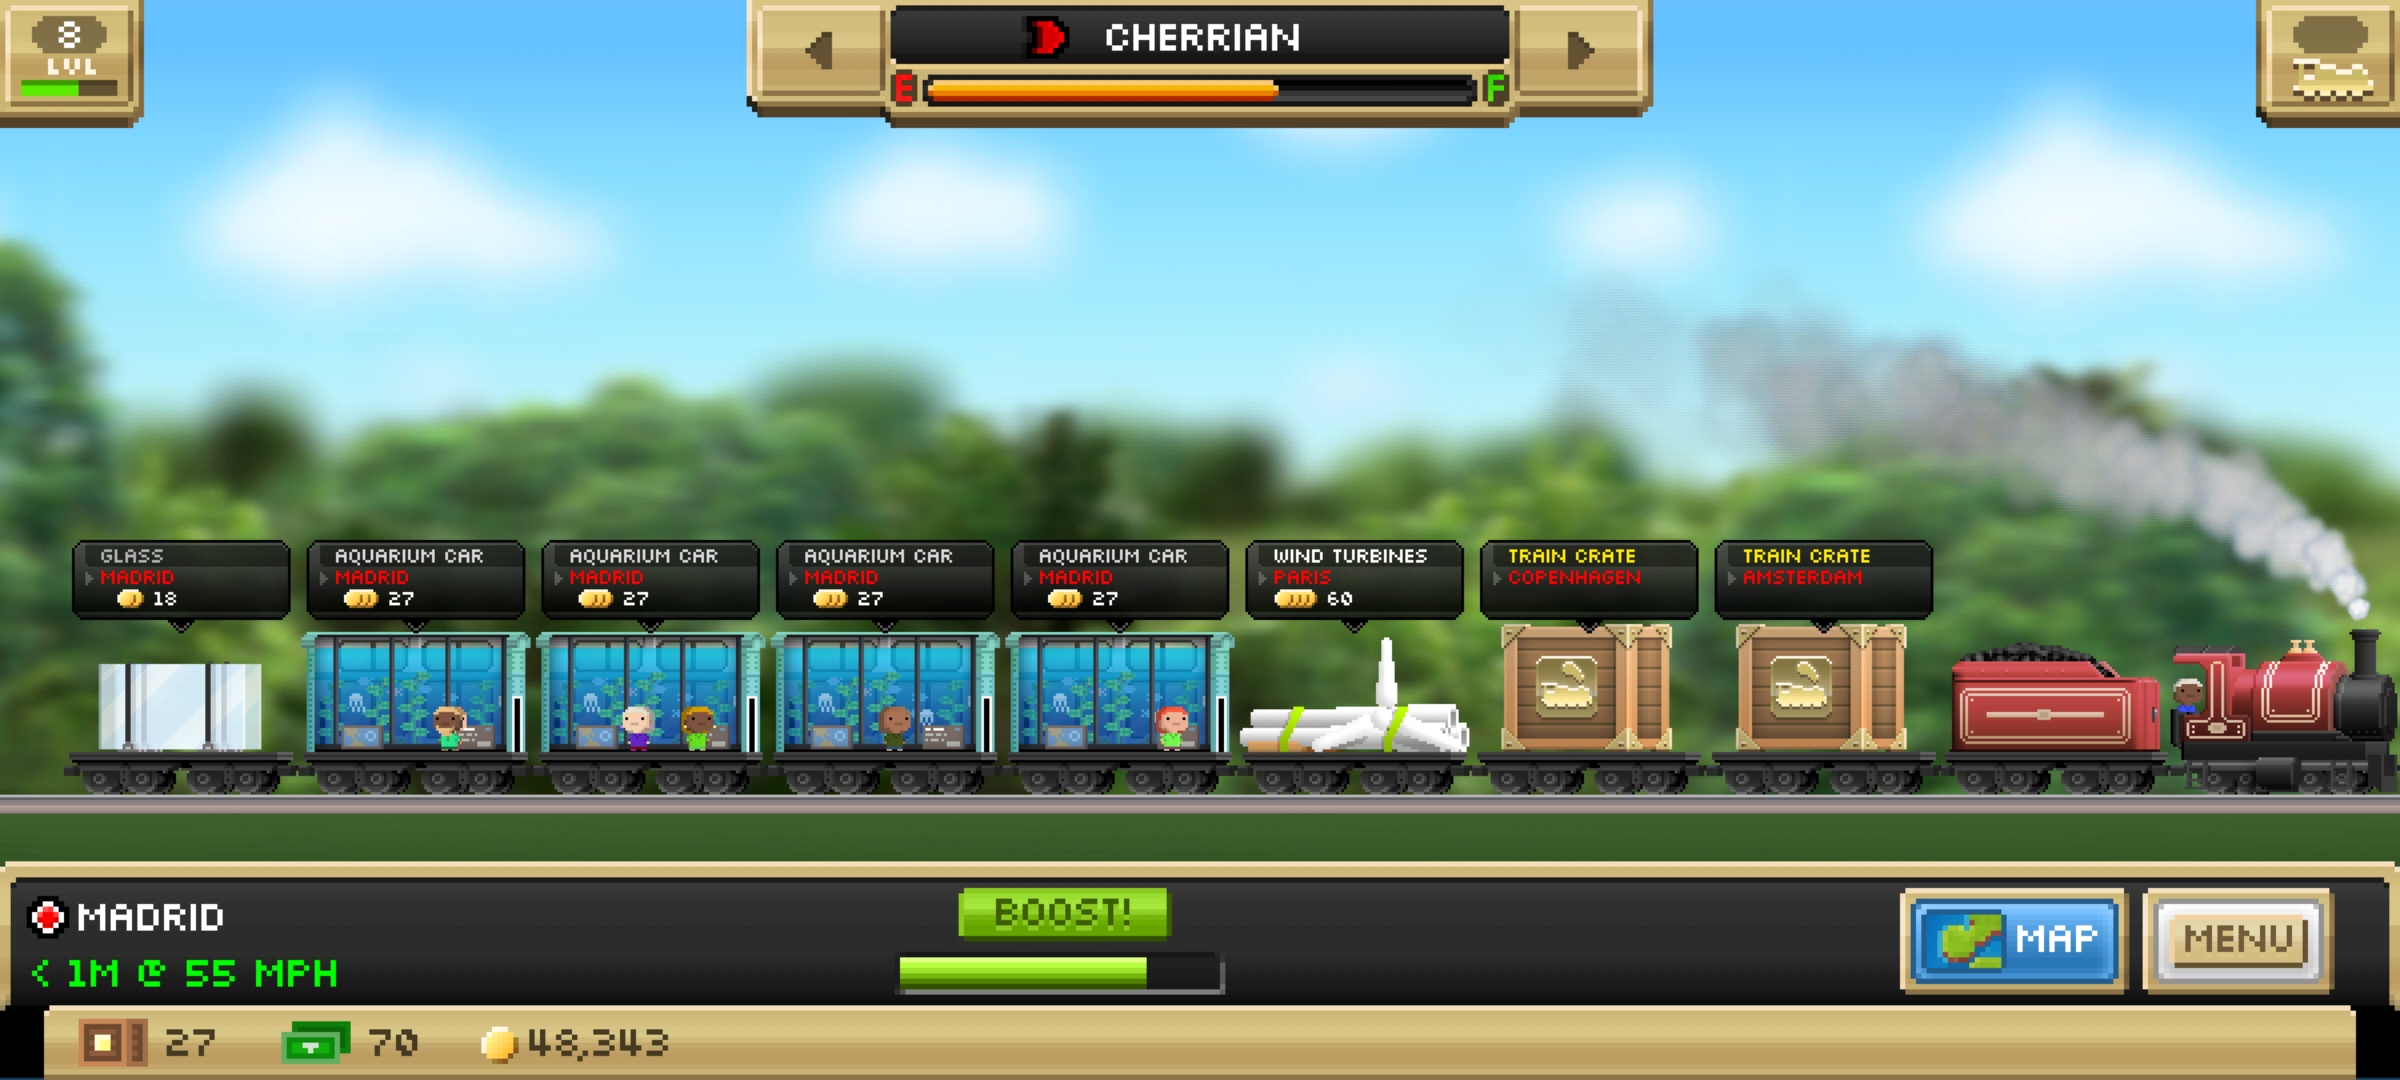 8
LVL
CHERRIAN
E
F
GLASS
MADRID
18
AQUARIUM CAR
MADRID
27
AQUARIUM CAR
MADRID
27
AQUARIUM CAR
MADRID
27
AQUARIUM CAR
MADRID
27
WIND TURBINES
PARIS
60
TRAIN CRATE
COPENHAGEN
TRAIN CRATE
AMSTERDAM
MADRID
< 1M @ 55 MPH
BOOST!
MAP
MENU
27
70
48,343